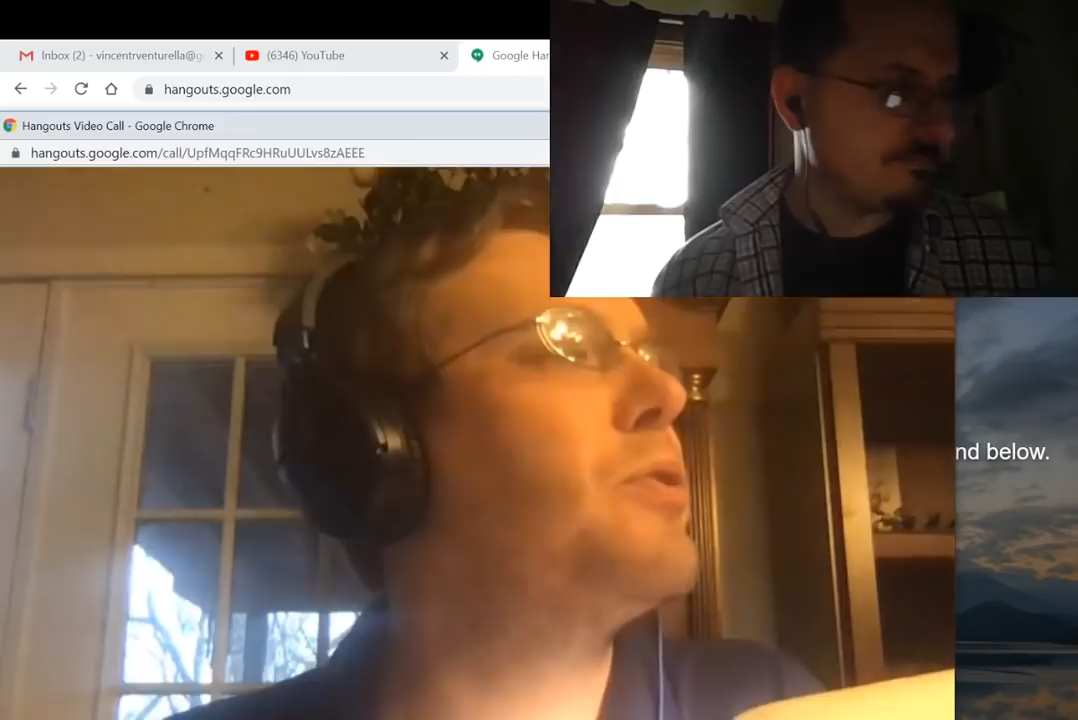 Inbox (2) - vincentrventurella@g
(6346) YouTube
Google Han
hangouts.google.com
Hangouts Video Call - Google Chrome
hangouts.google.com/call/UpfMqqFRc9HRuUULvs8zAEEE
nd below.